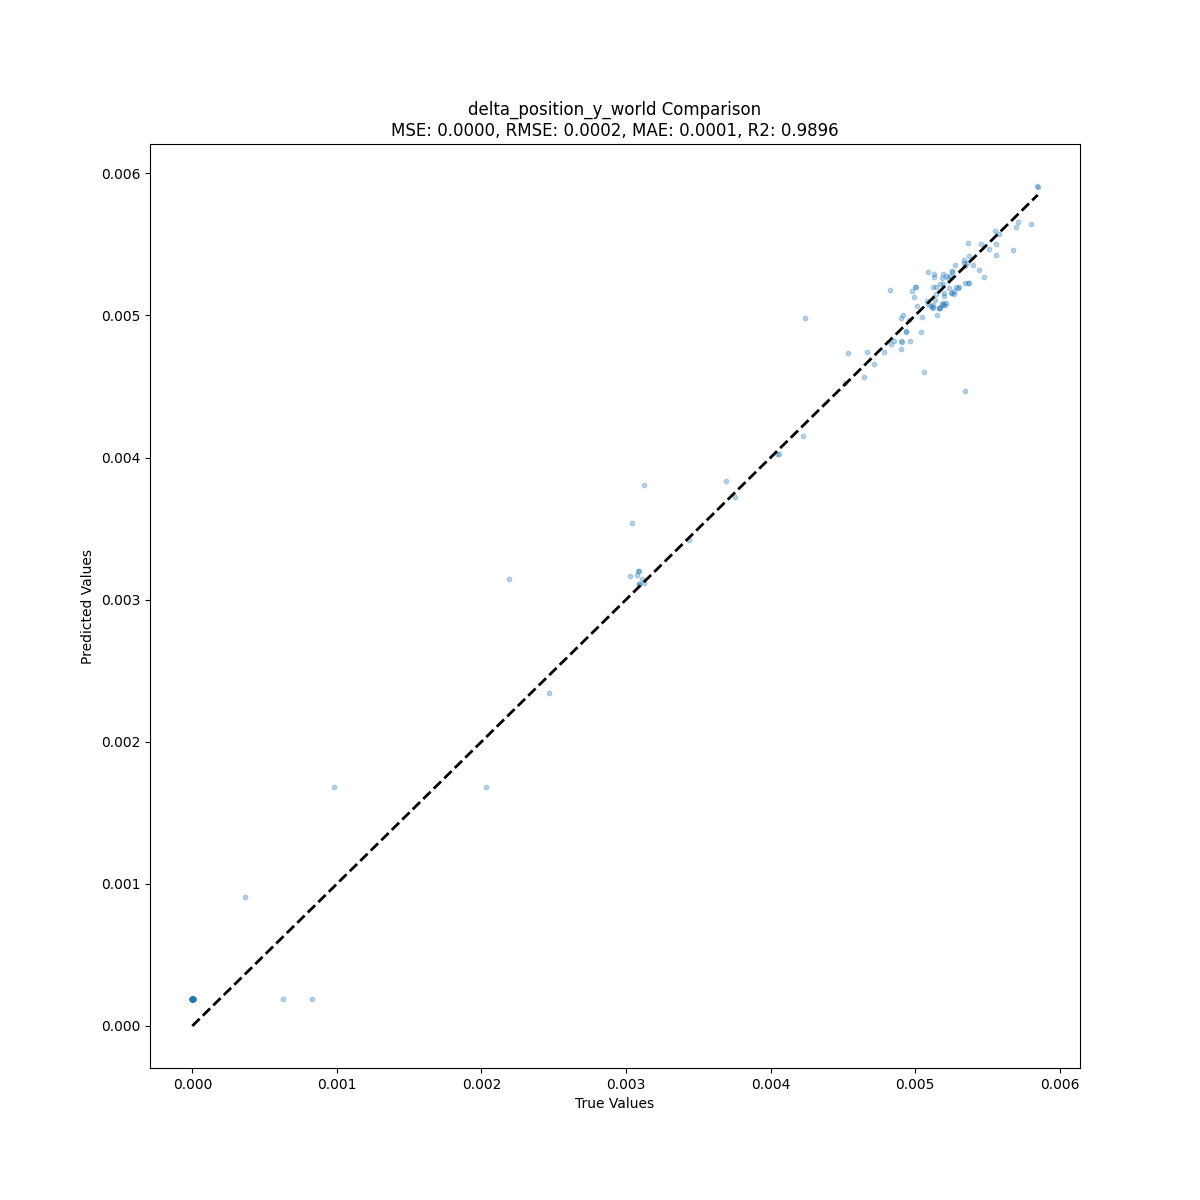 delta_position_y_world Comparison
MSE: 0.0000, RMSE: 0.0002, MAE: 0.0001, R2: 0.9896
0.006
0.005
0.004
0.003
0.002
0.001
0.000
Predicted Values
0.000 0.001 0.002 0.003 0.004 0.005 0.006
True Values